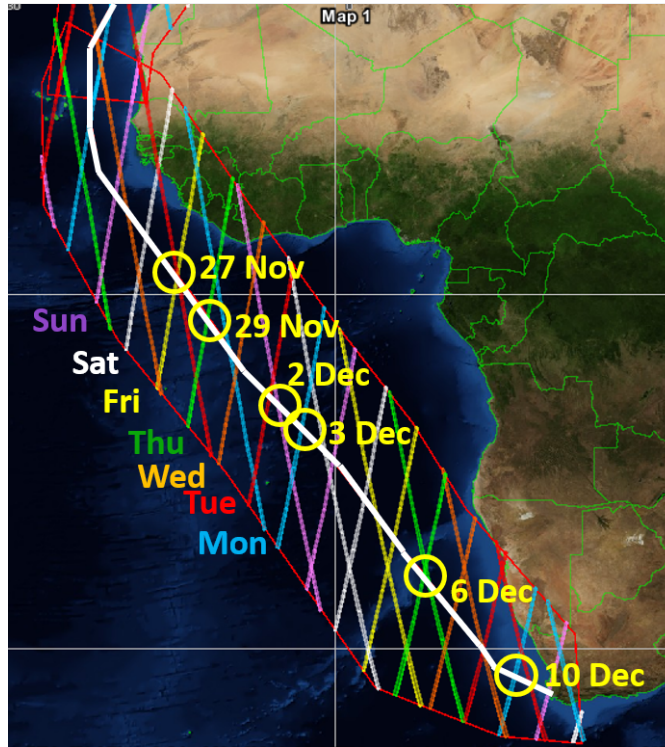 Map 1
27 Nov
Sun
29 Nov
Sat
2 Dec
Fri
3 Dec
Thu
Wed
Tue
Mon
6 Dec
10 Dec